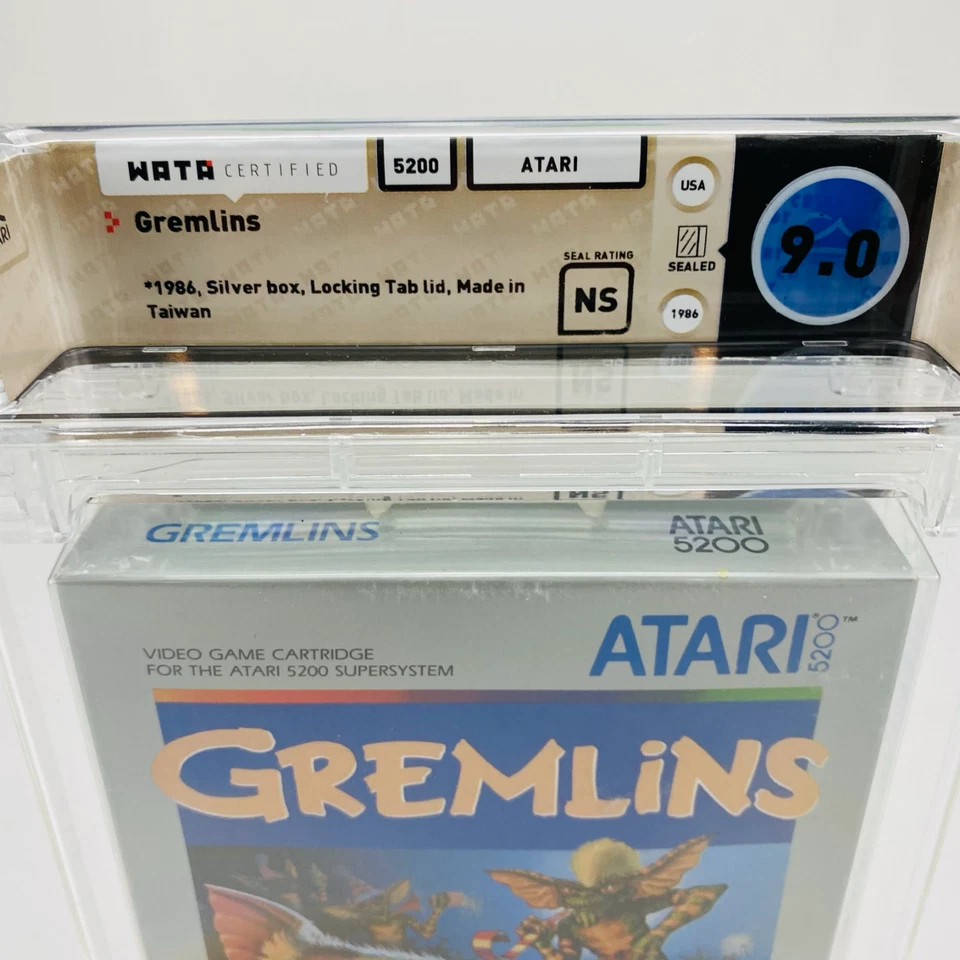 WATA CERTIFIED
5200
ATARI
USA
Gremlins
9.0
SEAL RATING
SEALED
NS
*1986, Silver box, Locking Tab lid, Made in
Taiwan
1986
GREMLINS
ATARI
5200
ATARI® 5200™
VIDEO GAME CARTRIDGE
FOR THE ATARI 5200 SUPERSYSTEM
GREMLiNS